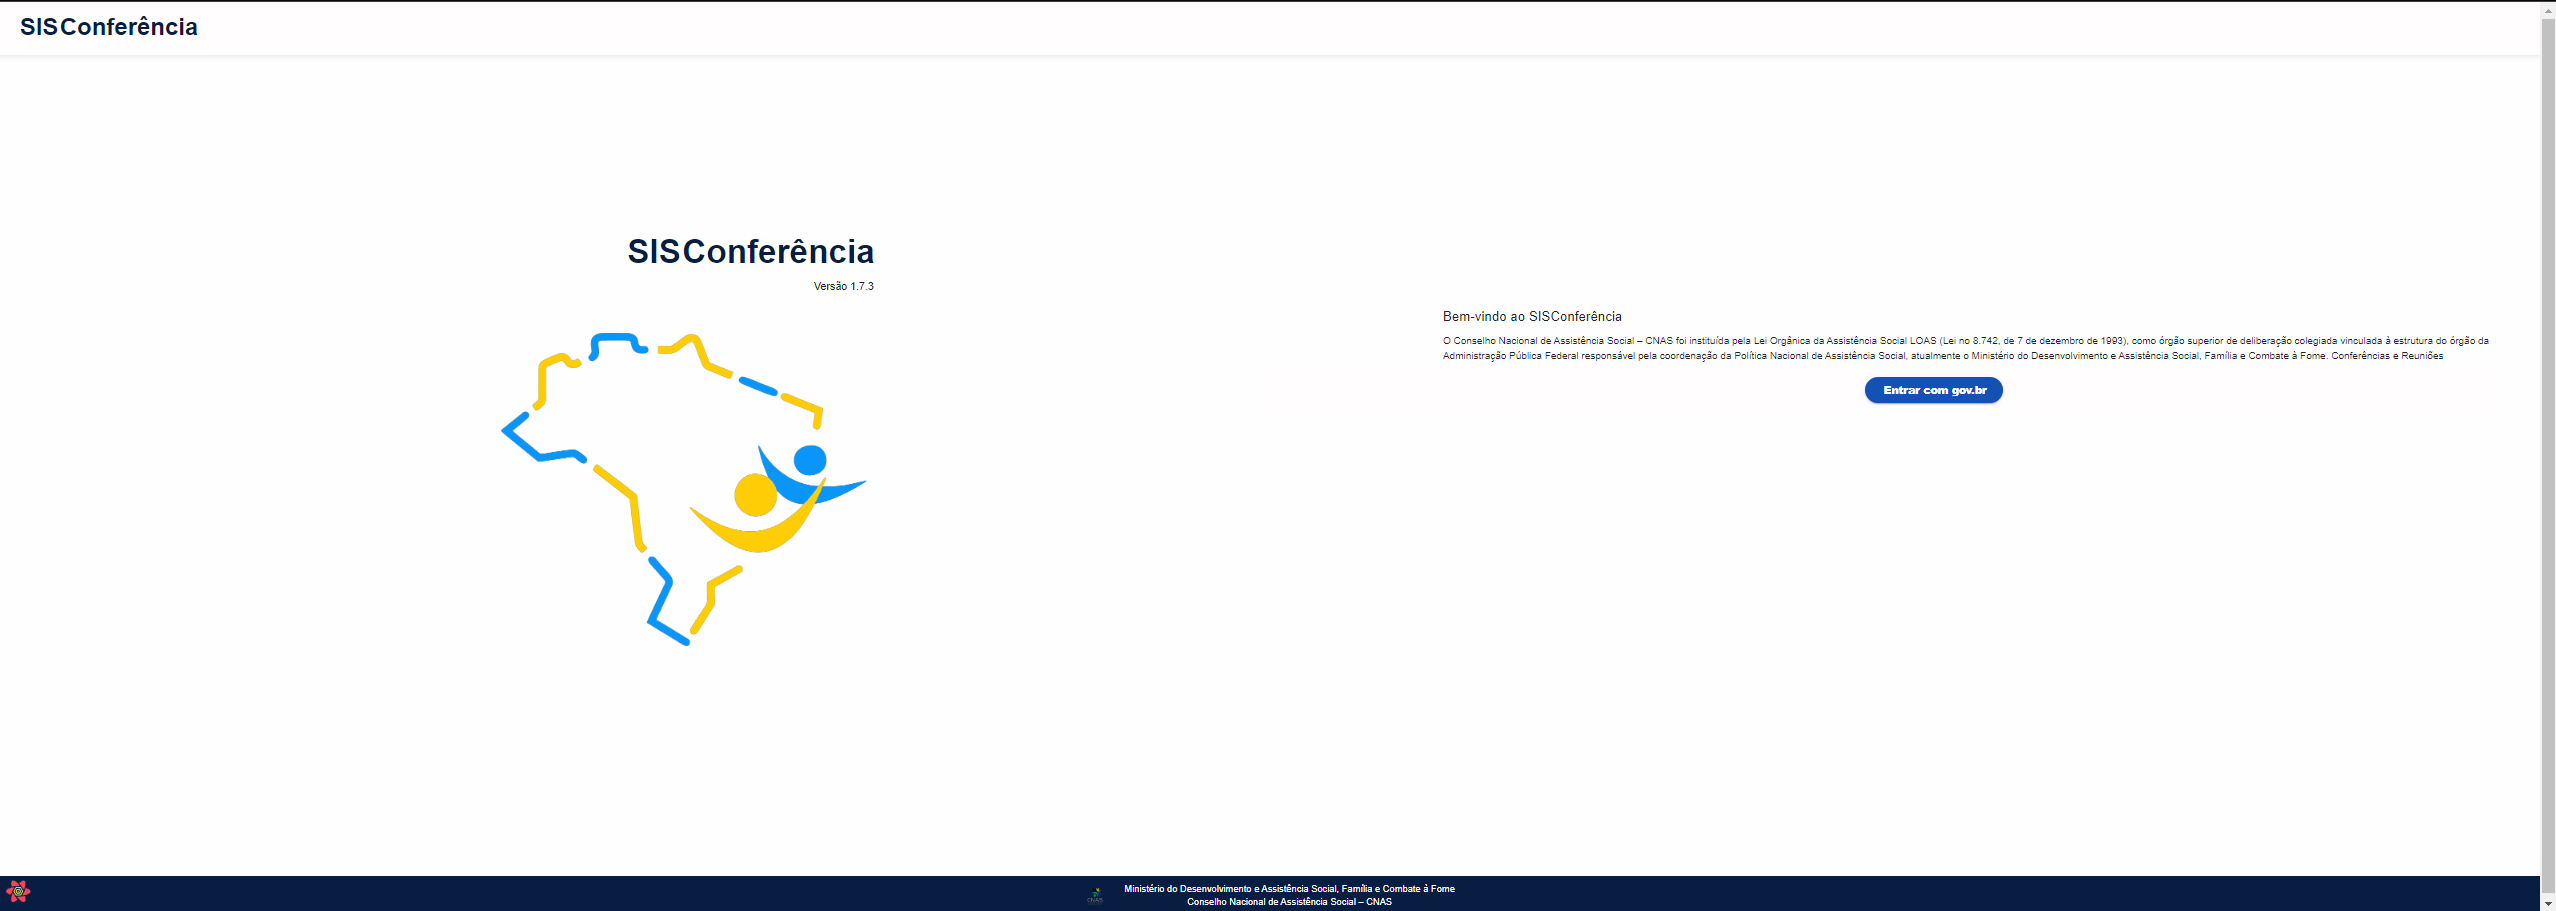 SISConferência
SISConferência
Versão 1.7.3
Bem-vindo ao SISConferência
O Conselho Nacional de Assistência Social – CNAS foi instituída pela Lei Orgânica da Assistência Social LOAS (Lei no 8.742, de 7 de dezembro de 1993), como órgão superior de deliberação colegiada vinculada à estrutura do órgão da
Administração Pública Federal responsável pela coordenação da Política Nacional de Assistência Social, atualmente o Ministério do Desenvolvimento e Assistência Social, Família e Combate à Fome. Conferências e Reuniões
Entrar com gov.br
CNAS
Ministério do Desenvolvimento e Assistência Social, Família e Combate à Fome
Conselho Nacional de Assistência Social – CNAS